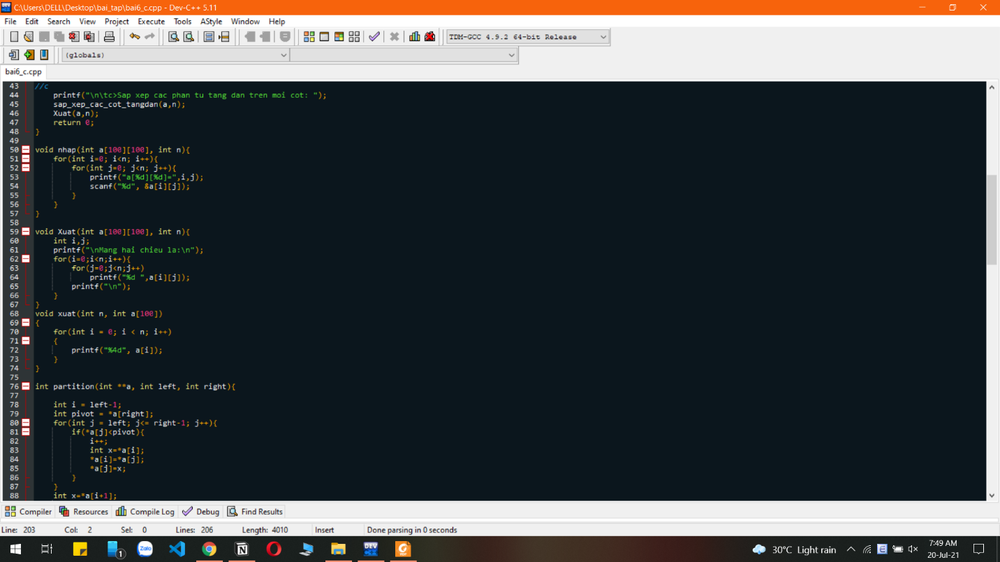 C:\Users\DELL\Desktop\bai_tap\bai6_c.cpp - Dev-C++ 5.11
File Edit Search View Project Execute Tools AStyle Window Help
TDM-GCC 4.9.2 64-bit Release
(globals)
bai6_c.cpp
43 //c
44 printf("\n\tc>Sap xep cac phan tu tang dan tren moi cot: ");
45 sap_xep_cac_cot_tangdan(a,n);
46 Xuat(a,n);
47 return 0;
48 }
49
50 void nhap(int a[100][100], int n){
51 for(int i=0; i<n; i++){
52 for(int j=0; j<n; j++){
53 printf("a[%d][%d]=",i,j);
54 scanf("%d", &a[i][j]);
55 }
56 }
57 }
58
59 void Xuat(int a[100][100], int n){
60 int i,j;
61 printf("\nMang hai chieu la:\n");
62 for(i=0;i<n;i++){
63 for(j=0;j<n;j++)
64 printf("%d ",a[i][j]);
65 printf("\n");
66 }
67 }
68 void xuat(int n, int a[100])
69 {
70 for(int i = 0; i < n; i++)
71 {
72 printf("%4d", a[i]);
73 }
74 }
75
76 int partition(int **a, int left, int right){
77
78 int i = left-1;
79 int pivot = *a[right];
80 for(int j = left; j<= right-1; j++){
81 if(*a[j]<pivot){
82 i++;
83 int x=*a[i];
84 *a[i]=*a[j];
85 *a[j]=x;
86 }
87 }
88 int x=*a[i+1];
Compiler Resources Compile Log Debug Find Results
Line: 203 Col: 2 Sel: 0 Lines: 206 Length: 4010 Insert Done parsing in 0 seconds
1 Zalo DEV 30°C Light rain E 7:49 AM
20-Jul-21